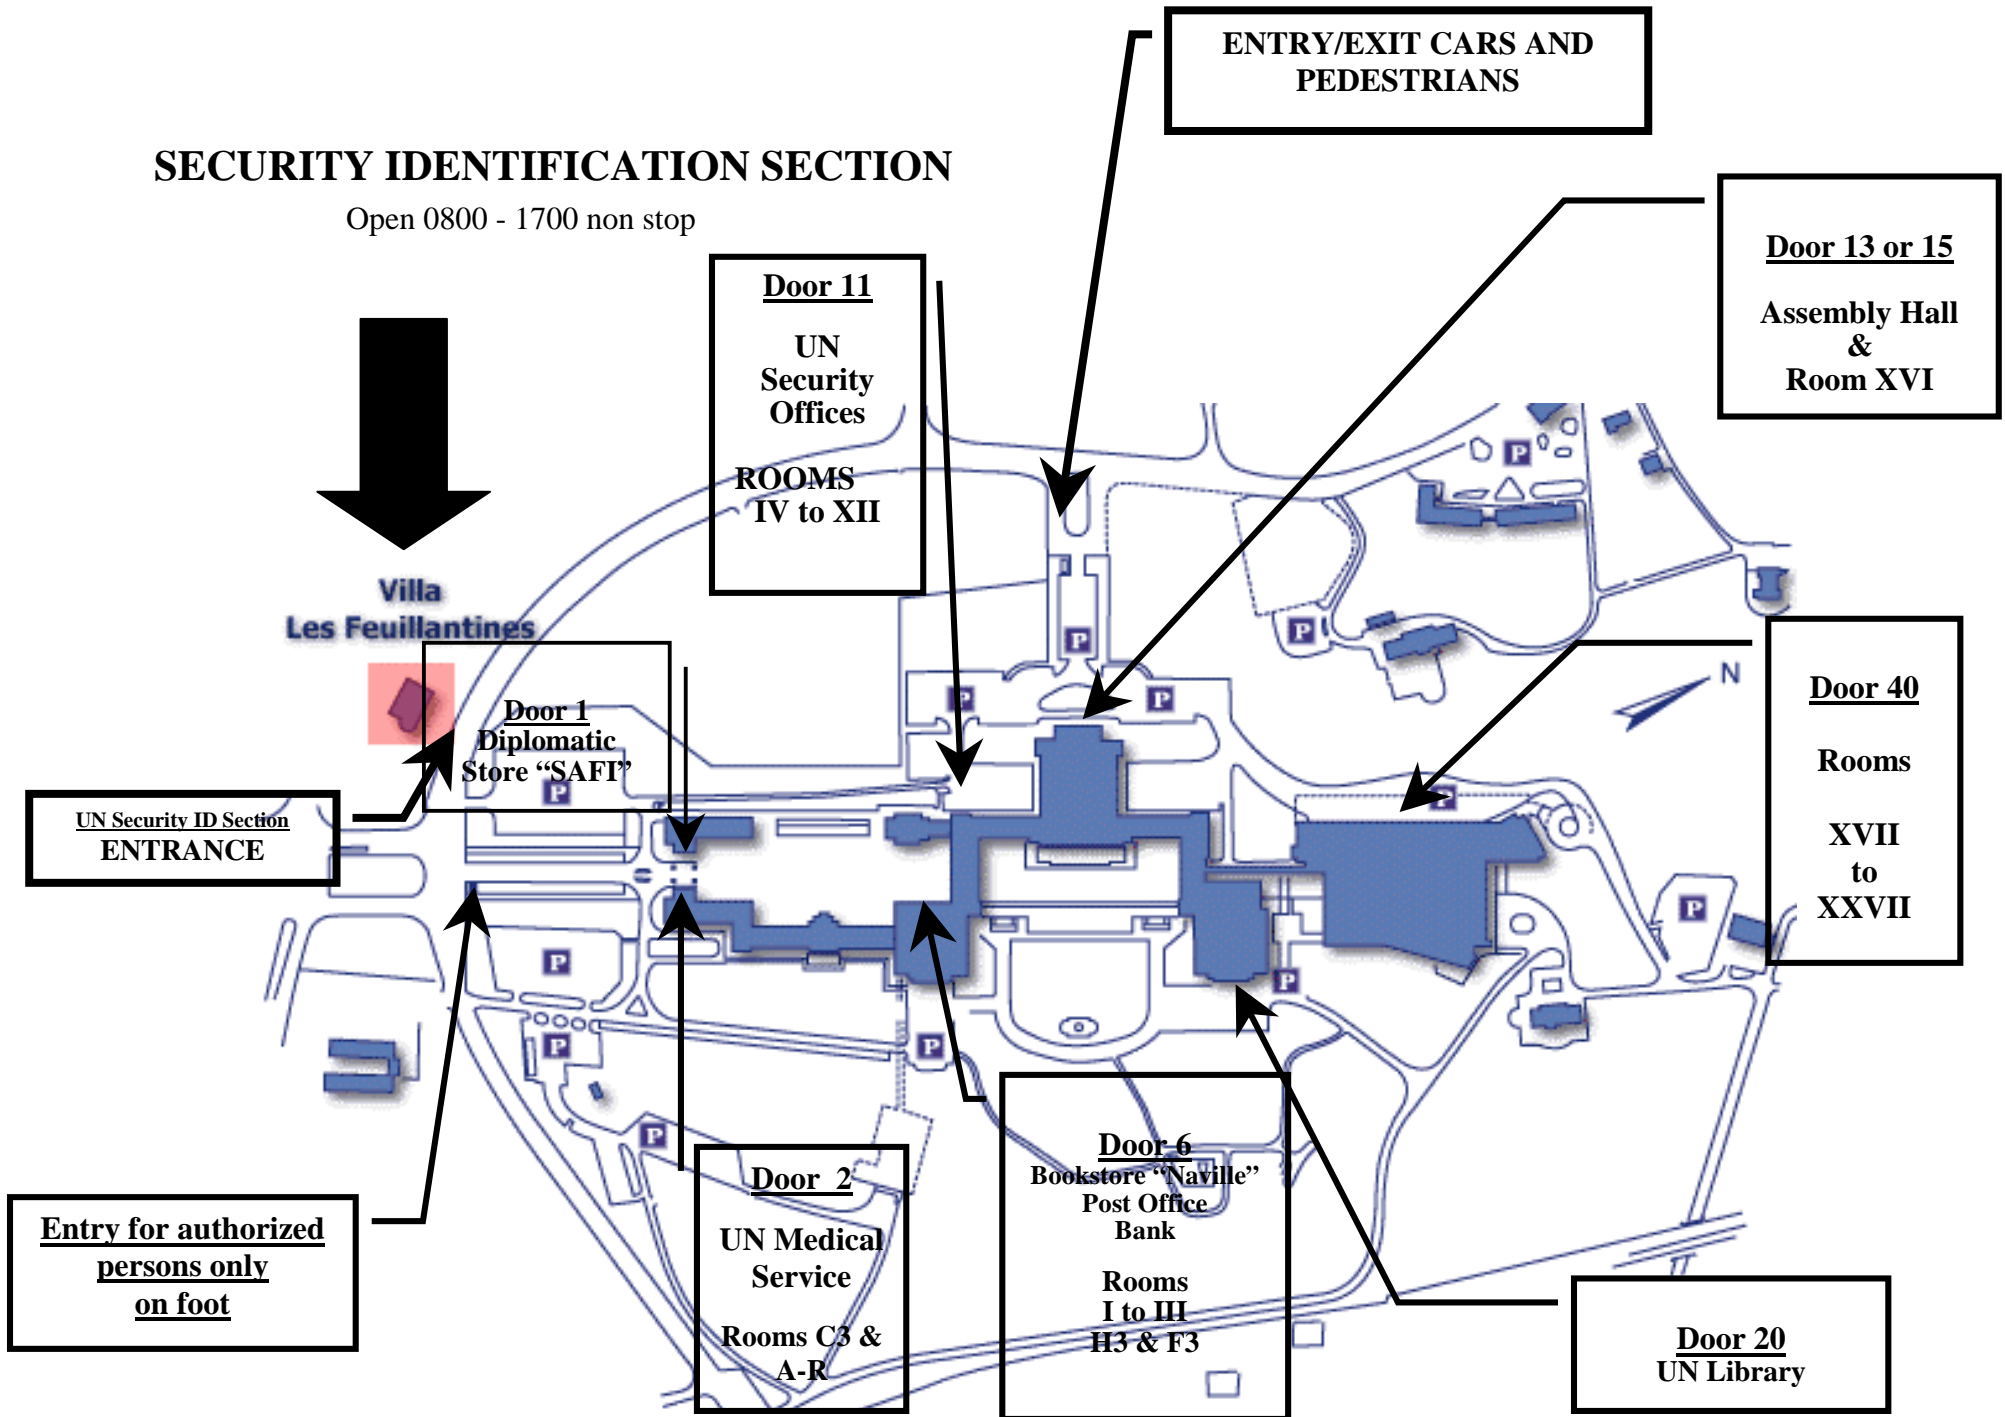 ENTRY/EXIT CARS AND
PEDESTRIANS
SECURITY IDENTIFICATION SECTION
Open 0800 - 1700 non stop
Door 13 or 15
Assembly Hall
&
Room XVI
Door 11
UN
Security
Offices
ROOMS
IV to XII
Villa
Les Feuillantines
Door 1
Diplomatic
Store “SAFI”
UN Security ID Section
ENTRANCE
N
Door 40
Rooms
XVII
to
XXVII
P
P
P
P
P
P
P
P
P
P
P
P
P
Entry for authorized
persons only
on foot
Door 2
UN Medical
Service
Rooms C3 &
A-R
Door 6
Bookstore “Naville”
Post Office
Bank
Rooms
I to III
H3 & F3
Door 20
UN Library